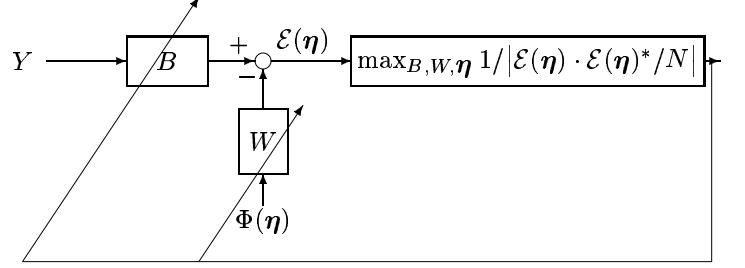 Y
B
+
−
ℰ(𝜼)
max_{B,W,𝜼} 1/|ℰ(𝜼) · ℰ(𝜼)*/N|
W
Φ(𝜼)